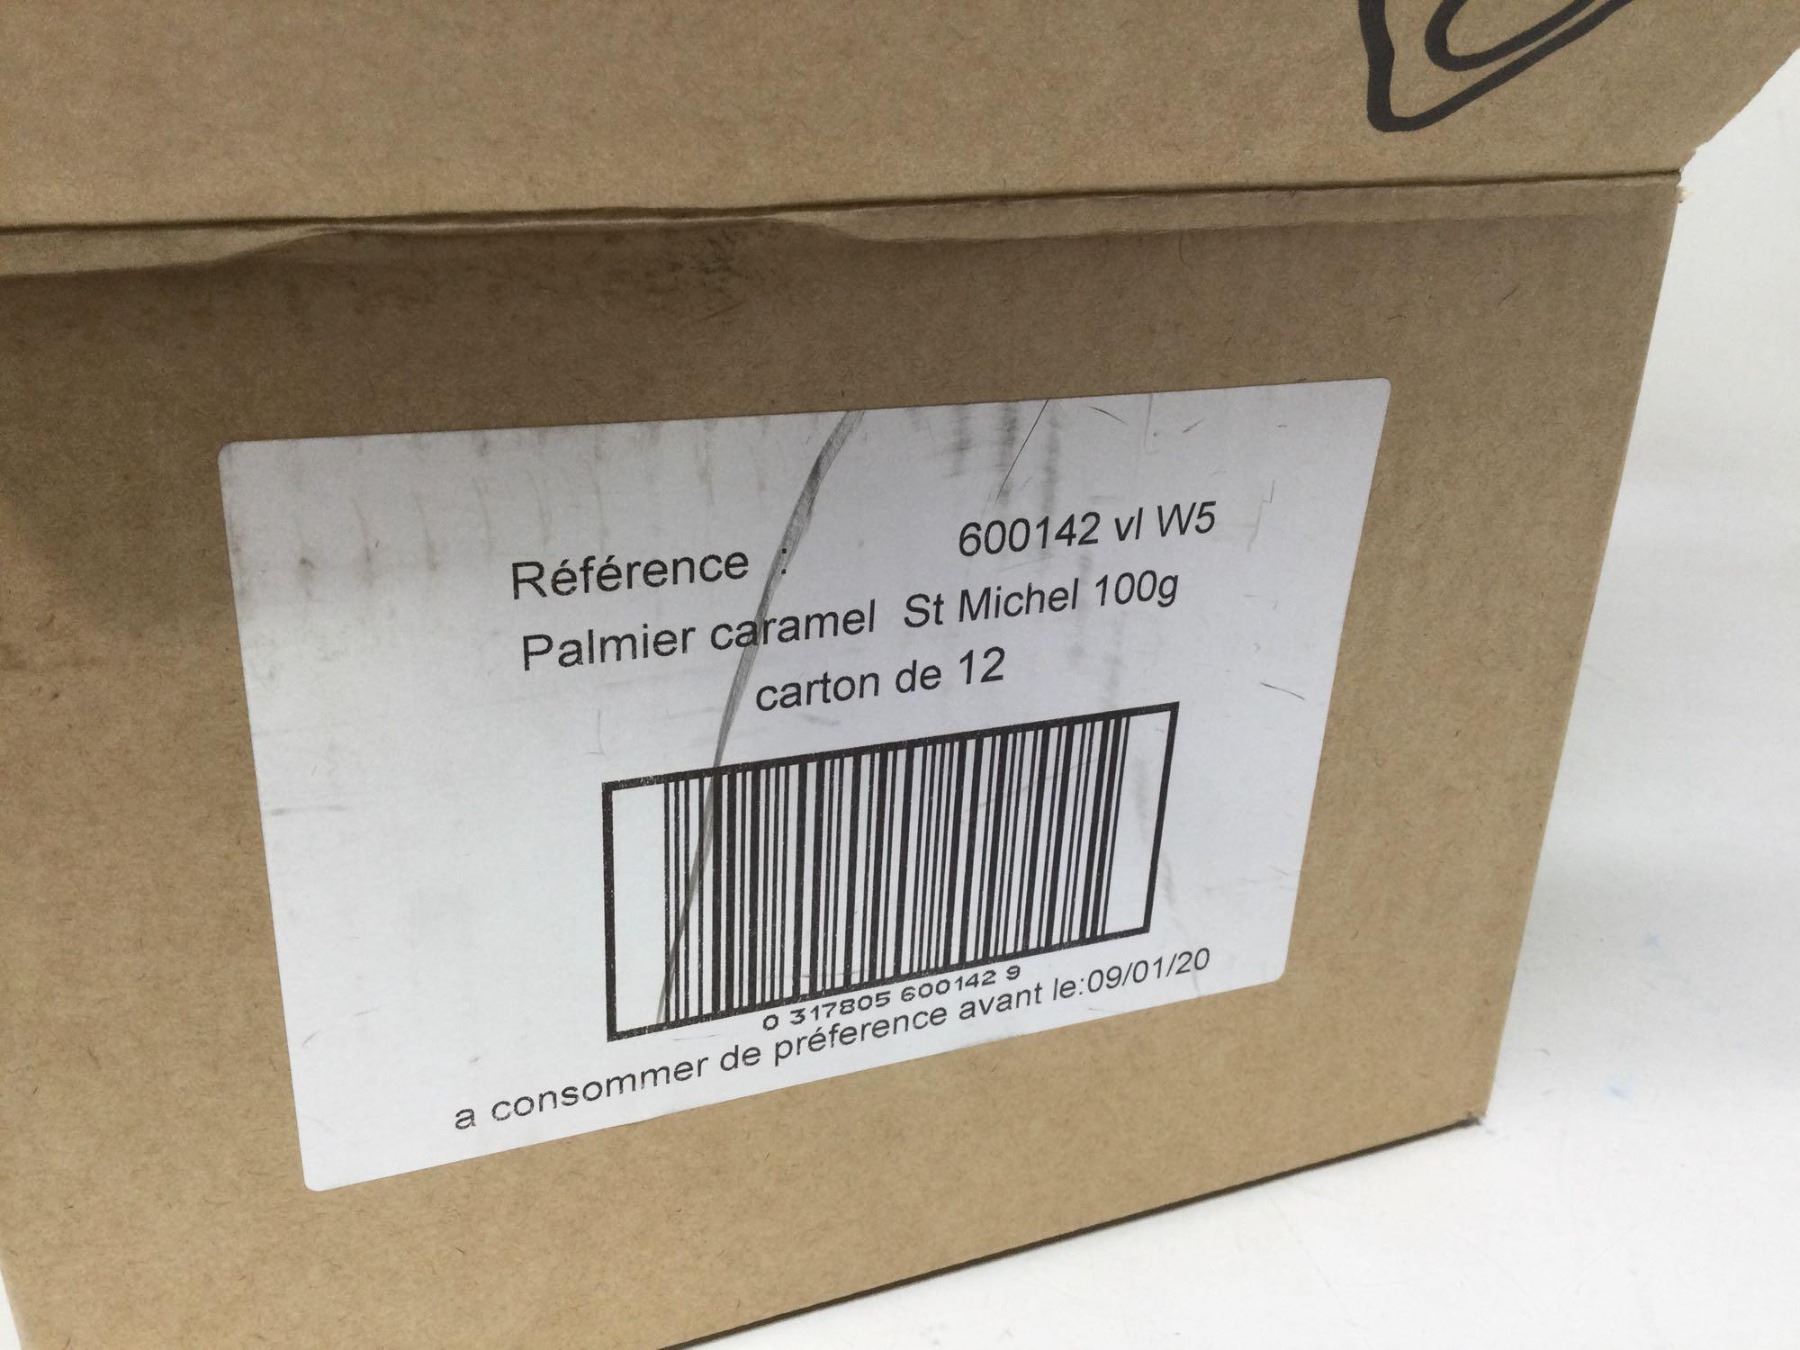 Référence : 600142 vl W5
Palmier caramel St Michel 100g
carton de 12
0 317805 600142 9
a consommer de préference avant le:09/01/20